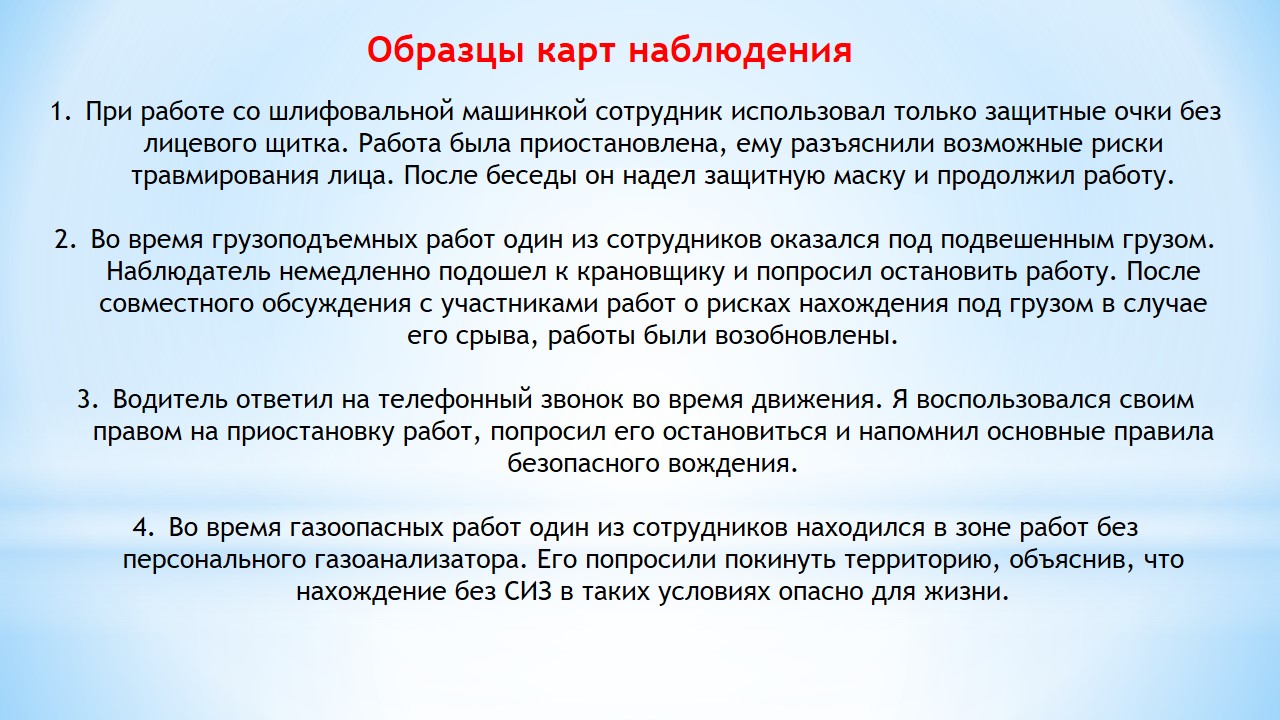 Образцы карт наблюдения
1. При работе со шлифовальной машинкой сотрудник использовал только защитные очки без
лицевого щитка. Работа была приостановлена, ему разъяснили возможные риски
травмирования лица. После беседы он надел защитную маску и продолжил работу.
2. Во время грузоподъемных работ один из сотрудников оказался под подвешенным грузом.
Наблюдатель немедленно подошел к крановщику и попросил остановить работу. После
совместного обсуждения с участниками работ о рисках нахождения под грузом в случае
его срыва, работы были возобновлены.
3. Водитель ответил на телефонный звонок во время движения. Я воспользовался своим
правом на приостановку работ, попросил его остановиться и напомнил основные правила
безопасного вождения.
4. Во время газоопасных работ один из сотрудников находился в зоне работ без
персонального газоанализатора. Его попросили покинуть территорию, объяснив, что
нахождение без СИЗ в таких условиях опасно для жизни.